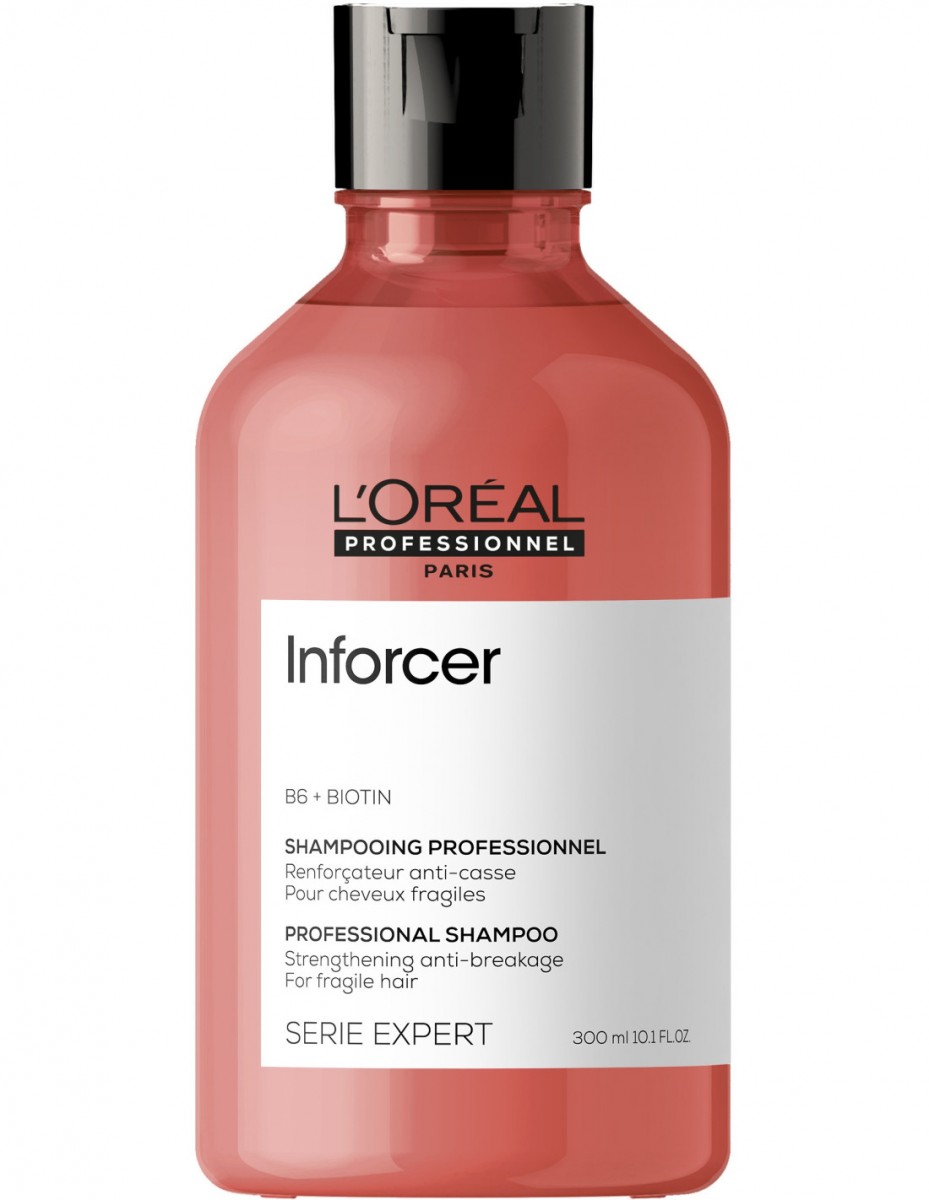 L'ORÉAL
PROFESSIONNEL
PARIS
Inforcer
B6 + BIOTIN
SHAMPOOING PROFESSIONNEL
Renforçateur anti-casse
Pour cheveux fragiles
PROFESSIONAL SHAMPOO
Strengthening anti-breakage
For fragile hair
SERIE EXPERT
300 ml 10.1 FL.OZ.